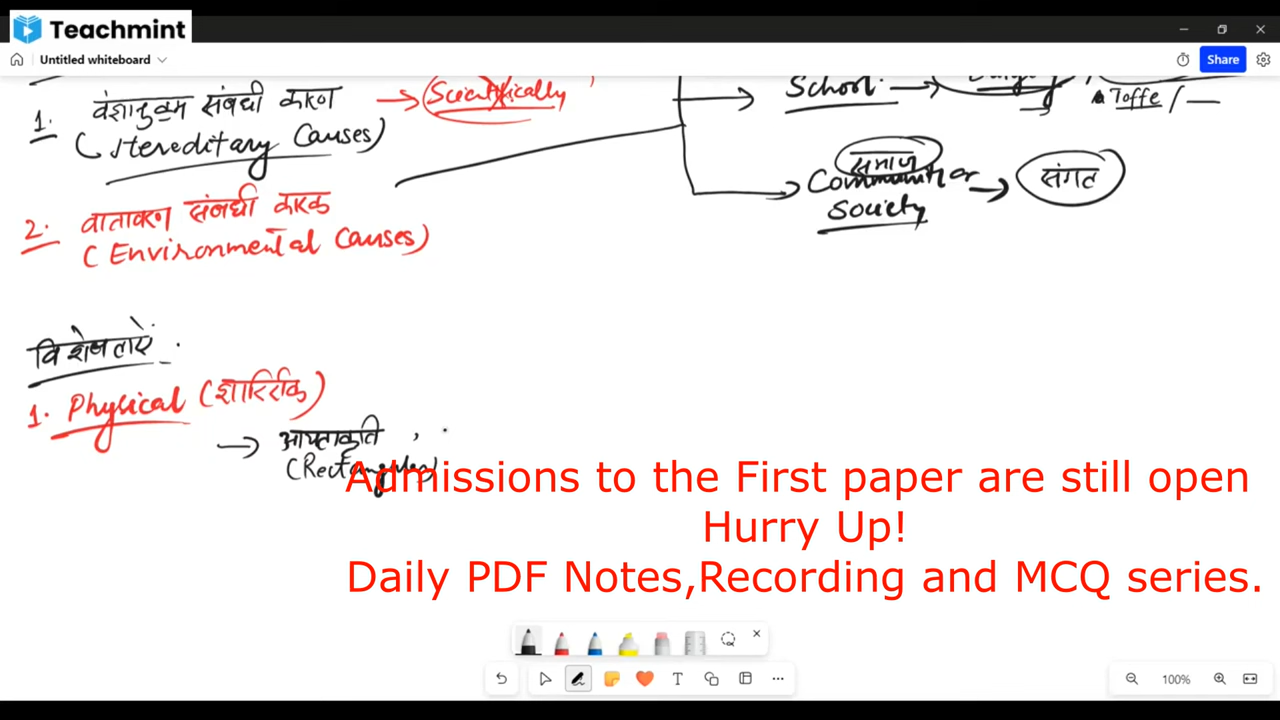 Teachmint
Untitled whiteboard
Share
1. वंशानुक्रम संबंधी कारण → Scientifically
(Hereditary Causes)
School. →
Toffe / —
समाज
Community or → संगत
Society
2. वातावरण संबंधी कारक
(Environmental Causes)
विशेषताऐं .
1. Physical (शारिरीक)
→ आयताकृति ,
(Rectangular)
Admissions to the First paper are still open
Hurry Up!
Daily PDF Notes,Recording and MCQ series.
100%